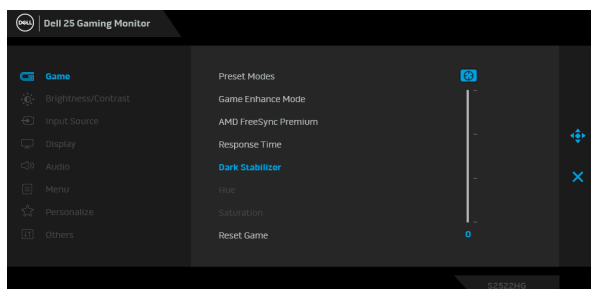 DELL Dell 25 Gaming Monitor
Game
Brightness/Contrast
Input Source
Display
Audio
Menu
Personalize
Others
Preset Modes
Game Enhance Mode
AMD FreeSync Premium
Response Time
Dark Stabilizer
Hue
Saturation
Reset Game
0
S2522HG